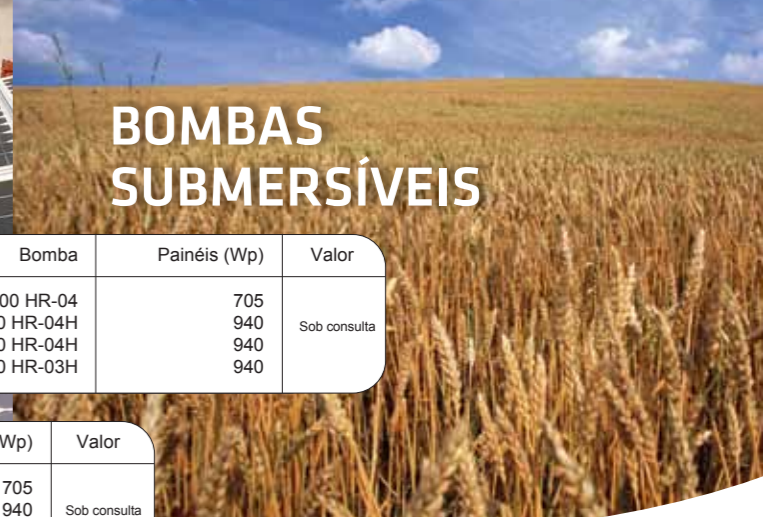 BOMBAS
SUBMERSÍVEIS
Bomba Painéis (Wp) Valor
00 HR-04 705
0 HR-04H 940
0 HR-04H 940
0 HR-03H 940
Sob consulta
Wp) Valor
705
940 Sob consulta